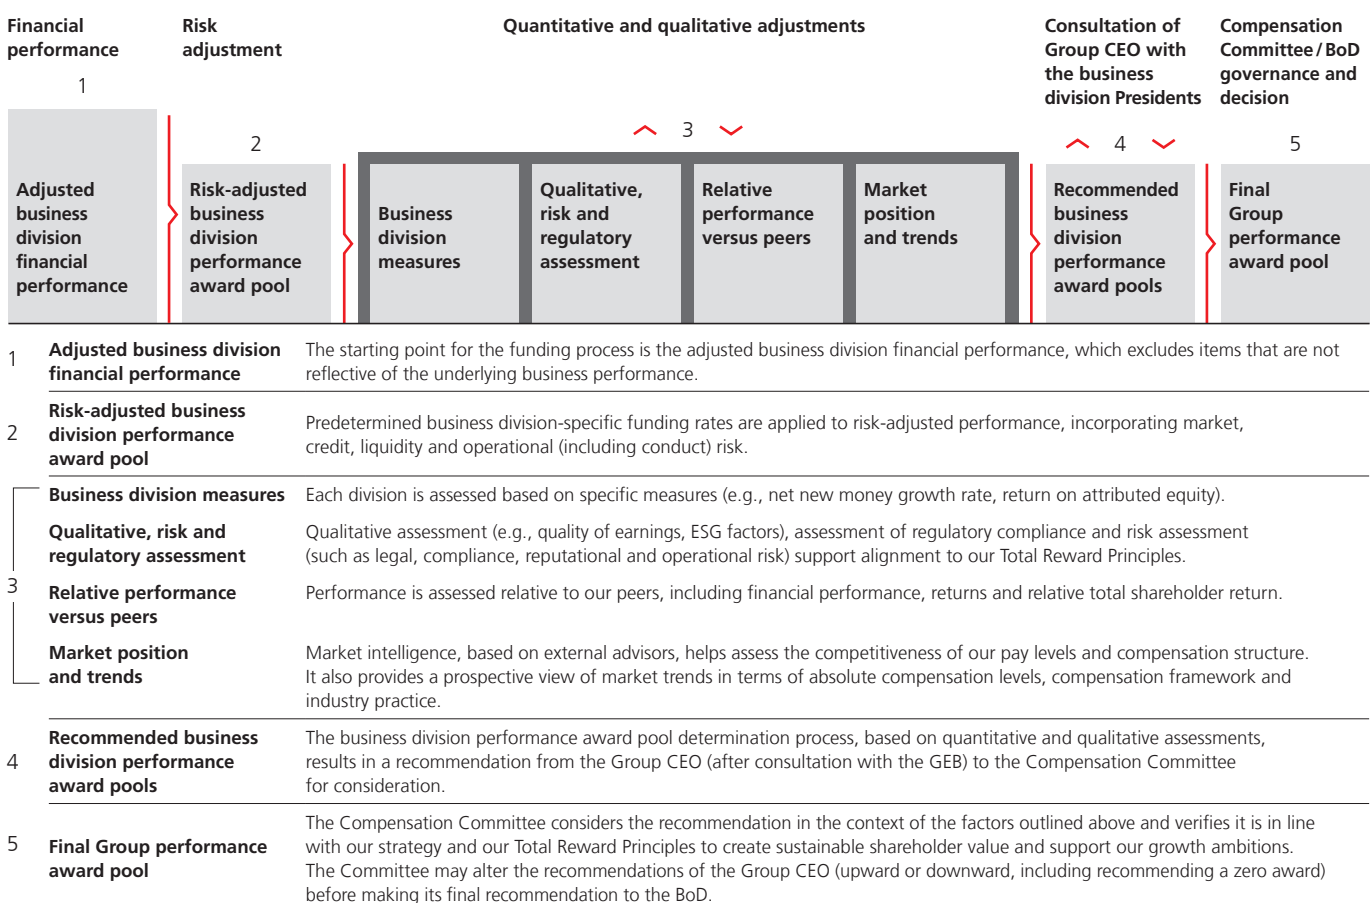 Financial
performance
Risk
adjustment
Quantitative and qualitative adjustments
Consultation of
Group CEO with
the business
division Presidents
Compensation
Committee / BoD
governance and
decision
1
2
3
4
5
Adjusted
business
division
financial
performance
Risk-adjusted
business
division
performance
award pool
Business
division
measures
Qualitative,
risk and
regulatory
assessment
Relative
performance
versus peers
Market
position
and trends
Recommended
business
division
performance
award pools
Final
Group
performance
award pool
1
Adjusted business division
financial performance
The starting point for the funding process is the adjusted business division financial performance, which excludes items that are not
reflective of the underlying business performance.
2
Risk-adjusted business
division performance
award pool
Predetermined business division-specific funding rates are applied to risk-adjusted performance, incorporating market,
credit, liquidity and operational (including conduct) risk.
3
Business division measures
Each division is assessed based on specific measures (e.g., net new money growth rate, return on attributed equity).
Qualitative, risk and
regulatory assessment
Qualitative assessment (e.g., quality of earnings, ESG factors), assessment of regulatory compliance and risk assessment
(such as legal, compliance, reputational and operational risk) support alignment to our Total Reward Principles.
Relative performance
versus peers
Performance is assessed relative to our peers, including financial performance, returns and relative total shareholder return.
Market position
and trends
Market intelligence, based on external advisors, helps assess the competitiveness of our pay levels and compensation structure.
It also provides a prospective view of market trends in terms of absolute compensation levels, compensation framework and
industry practice.
4
Recommended business
division performance
award pools
The business division performance award pool determination process, based on quantitative and qualitative assessments,
results in a recommendation from the Group CEO (after consultation with the GEB) to the Compensation Committee
for consideration.
5
Final Group performance
award pool
The Compensation Committee considers the recommendation in the context of the factors outlined above and verifies it is in line
with our strategy and our Total Reward Principles to create sustainable shareholder value and support our growth ambitions.
The Committee may alter the recommendations of the Group CEO (upward or downward, including recommending a zero award)
before making its final recommendation to the BoD.